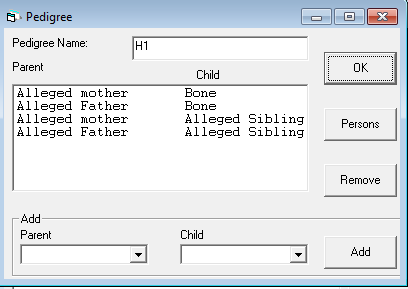 Pedigree
Pedigree Name: H1
OK
Parent Child
Alleged mother Bone
Alleged Father Bone
Alleged mother Alleged Sibling
Alleged Father Alleged Sibling
Persons
Remove
Add
Parent Child
Add